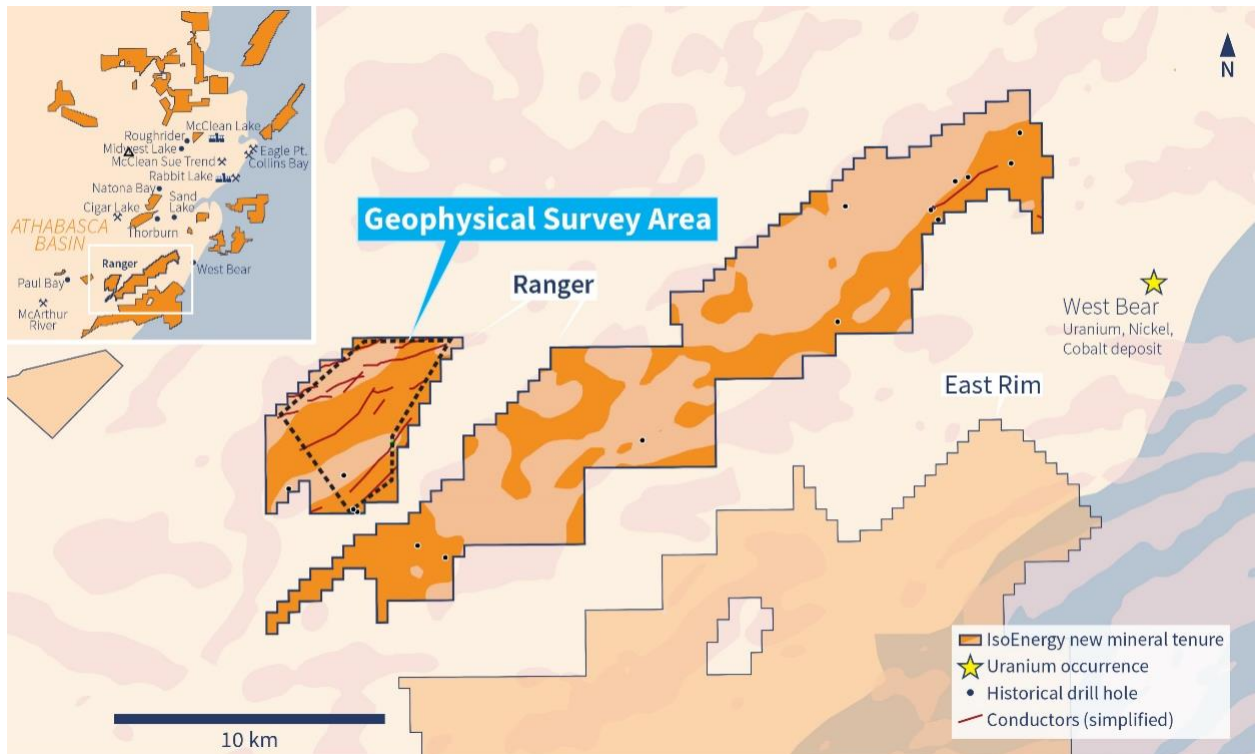 McClean Lake
Roughrider
Midwest Lake
Eagle Pt.
McClean Sue Trend
Collins Bay
Rabbit Lake
Natona Bay
Sand
Lake
Cigar Lake
Thorburn
ATHABASCA
BASIN
Ranger
West Bear
Paul Bay
McArthur
River
N
Geophysical Survey Area
Ranger
West Bear
Uranium, Nickel,
Cobalt deposit
East Rim
IsoEnergy new mineral tenure
Uranium occurrence
Historical drill hole
Conductors (simplified)
10 km